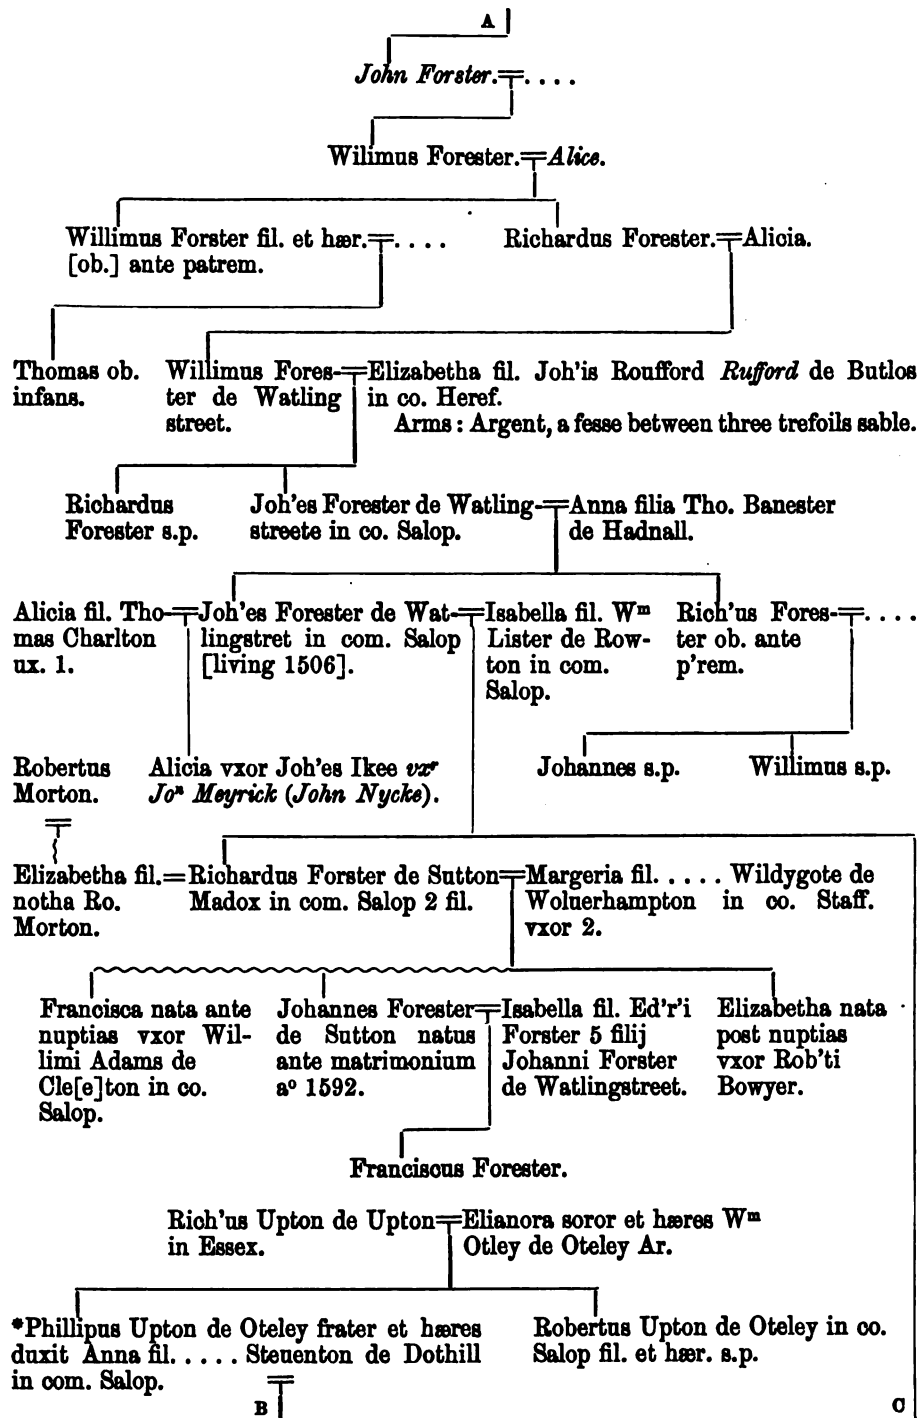 A
John Forster. . . . .
Wilimus Forester. Alice.
Willimus Forster fil. et hær. . . . .
[ob.] ante patrem.
Richardus Forester. Alicia.
Thomas ob.
infans.
Willimus Fores-
ter de Watling
street.
Elizabetha fil. Joh'is Roufford Rufford de Butlos
in co. Heref.
Arms : Argent, a fesse between three trefoils sable.
Richardus
Forester s.p.
Joh'es Forester de Watling-
streete in co. Salop.
Anna filia Tho. Banester
de Hadnall.
Alicia fil. Tho-
mas Charlton
ux. 1.
Joh'es Forester de Wat-
lingstret in com. Salop
[living 1506].
Isabella fil. Wᵐ
Lister de Row-
ton in com.
Salop.
Rich'us Fores-
ter ob. ante
p'rem.
. . . .
Johannes s.p.
Willimus s.p.
Robertus
Morton.
Alicia vxor Joh'es Ikee vxʳ
Joⁿ Meyrick (John Nycke).
Elizabetha fil.
notha Ro.
Morton.
Richardus Forster de Sutton
Madox in com. Salop 2 fil.
Margeria fil. . . . . . Wildygote de
Woluerhampton in co. Staff.
vxor 2.
Francisca nata ante
nuptias vxor Wil-
limi Adams de
Cle[e]ton in co.
Salop.
Johannes Forester
de Sutton natus
ante matrimonium
aº 1592.
Isabella fil. Ed'r'i
Forster 5 filij
Johanni Forster
de Watlingstreet.
Elizabetha nata
post nuptias
vxor Rob'ti
Bowyer.
Franciscus Forester.
Rich'us Upton de Upton
in Essex.
Elianora soror et hæres Wᵐ
Otley de Oteley Ar.
*Phillipus Upton de Oteley frater et hæres
duxit Anna fil. . . . . . Steuenton de Dothill
in com. Salop.
Robertus Upton de Oteley in co.
Salop fil. et hær. s.p.
B
C